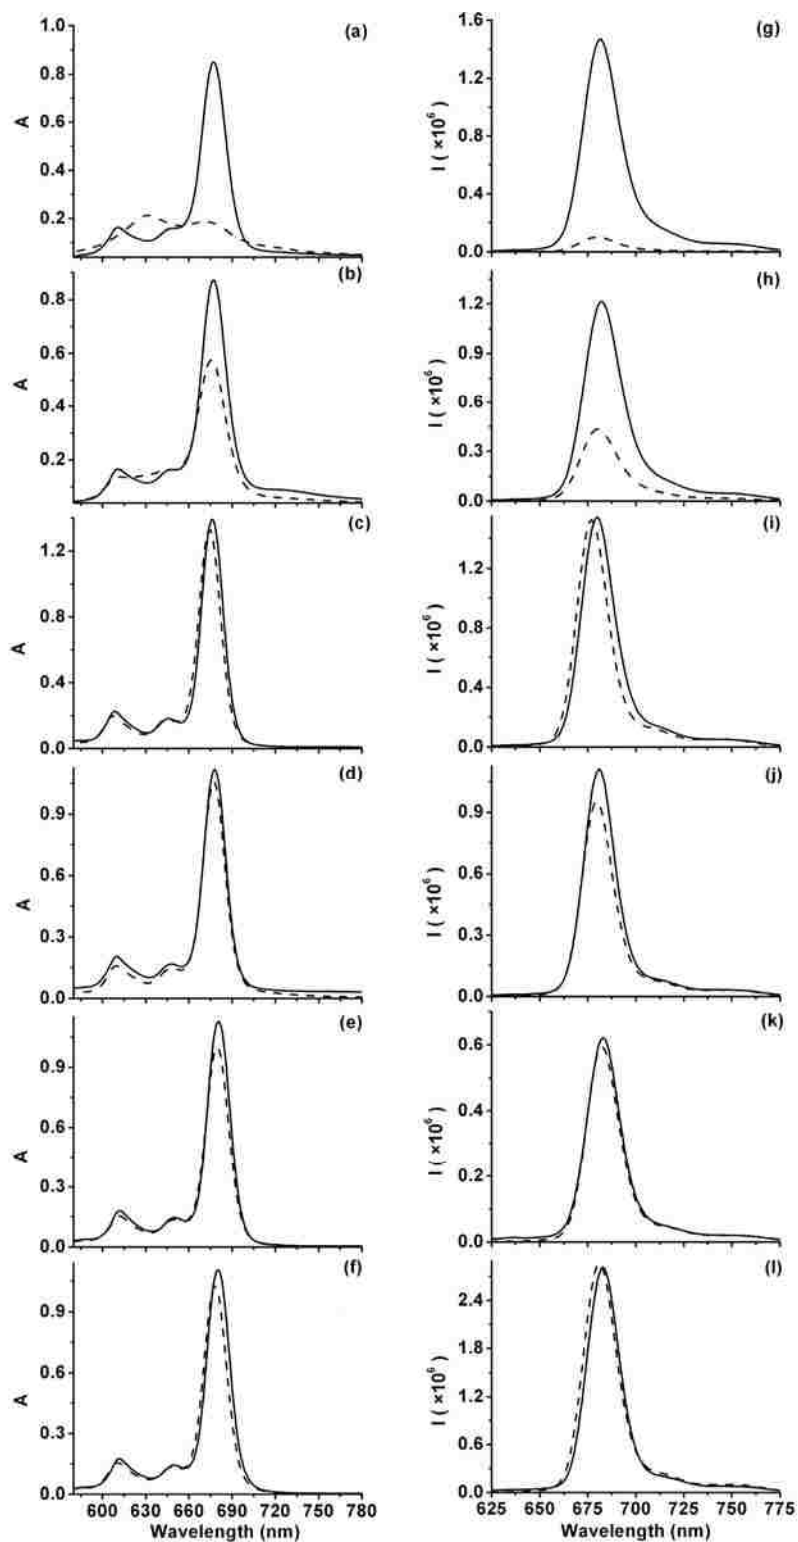 (a)
1.0
0.8
0.6
0.4
0.2
A
(g)
1.6
1.2
0.8
0.4
0.0
I ( ×10⁶ )
(b)
0.8
0.6
0.4
0.2
A
(h)
1.2
0.9
0.6
0.3
0.0
I ( ×10⁶ )
(c)
1.2
0.8
0.4
0.0
A
(i)
1.2
0.8
0.4
0.0
I ( ×10⁶ )
(d)
0.9
0.6
0.3
0.0
A
(j)
0.9
0.6
0.3
0.0
I ( ×10⁶ )
(e)
0.9
0.6
0.3
0.0
A
(k)
0.6
0.4
0.2
0.0
I ( ×10⁶ )
(f)
0.9
0.6
0.3
0.0
A
600 630 660 690 720 750 780
Wavelength (nm)
(l)
2.4
1.8
1.2
0.6
0.0
I ( ×10⁶ )
625 650 675 700 725 750 775
Wavelength (nm)